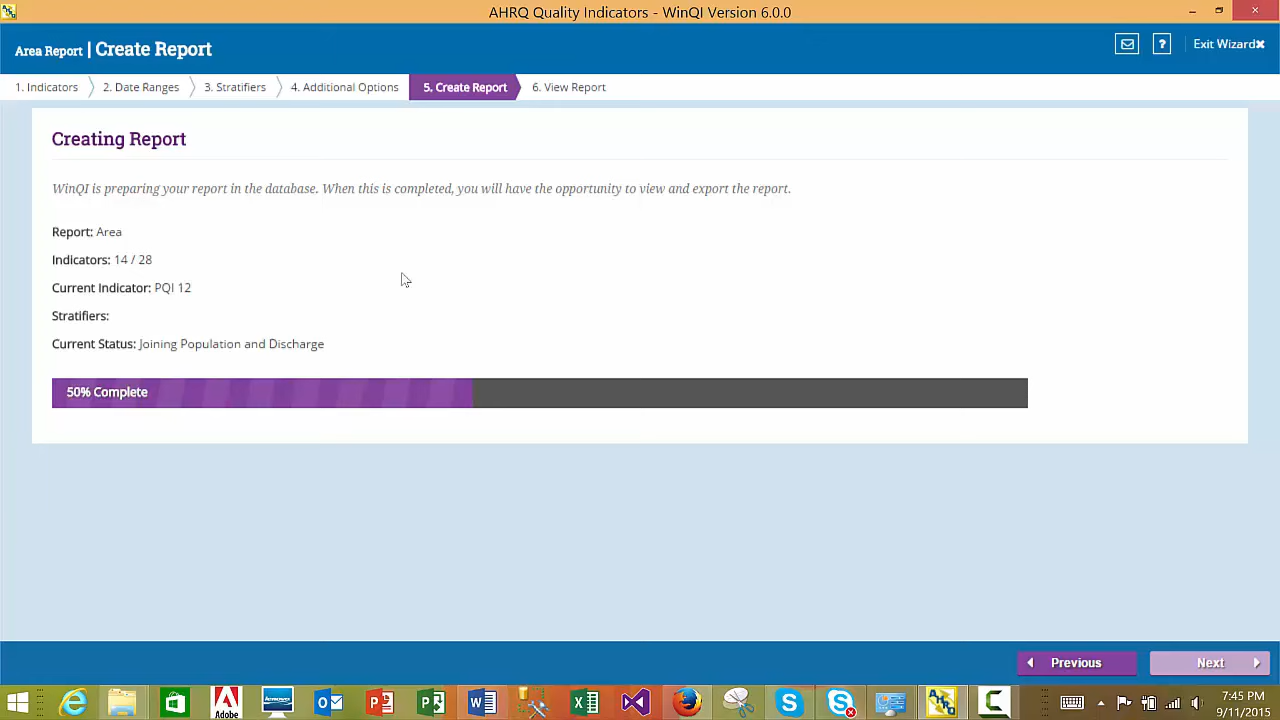 AHRQ Quality Indicators - WinQI Version 6.0.0
Area Report | Create Report
? Exit Wizard✖
1. Indicators 2. Date Ranges 3. Stratifiers 4. Additional Options 5. Create Report 6. View Report
Creating Report
WinQI is preparing your report in the database. When this is completed, you will have the opportunity to view and export the report.
Report: Area
Indicators: 14 / 28
Current Indicator: PQI 12
Stratifiers:
Current Status: Joining Population and Discharge
50% Complete
Previous Next
Adobe
7:45 PM
9/11/2015